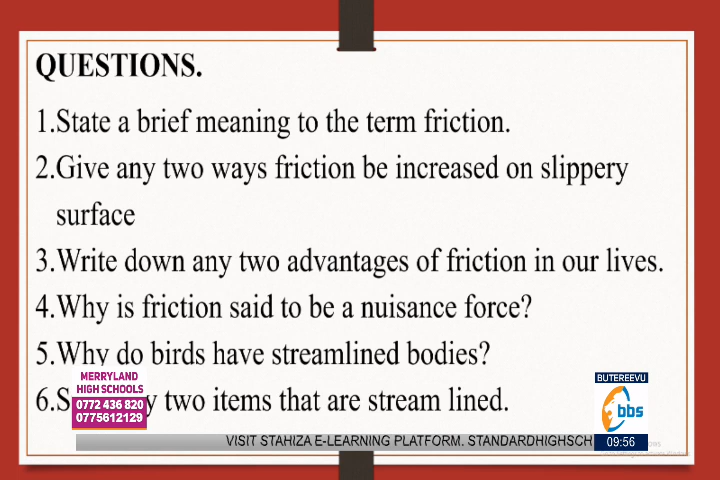 QUESTIONS.
1.State a brief meaning to the term friction.
2.Give any two ways friction be increased on slippery
surface
3.Write down any two advantages of friction in our lives.
4.Why is friction said to be a nuisance force?
5.Why do birds have streamlined bodies?
6.S y two items that are stream lined.
MERRYLAND
HIGH SCHOOLS
0772 436 820
0775612129
BUTEREEVU
bbs
09:56
VISIT STAHIZA E-LEARNING PLATFORM. STANDARDHIGHSCH